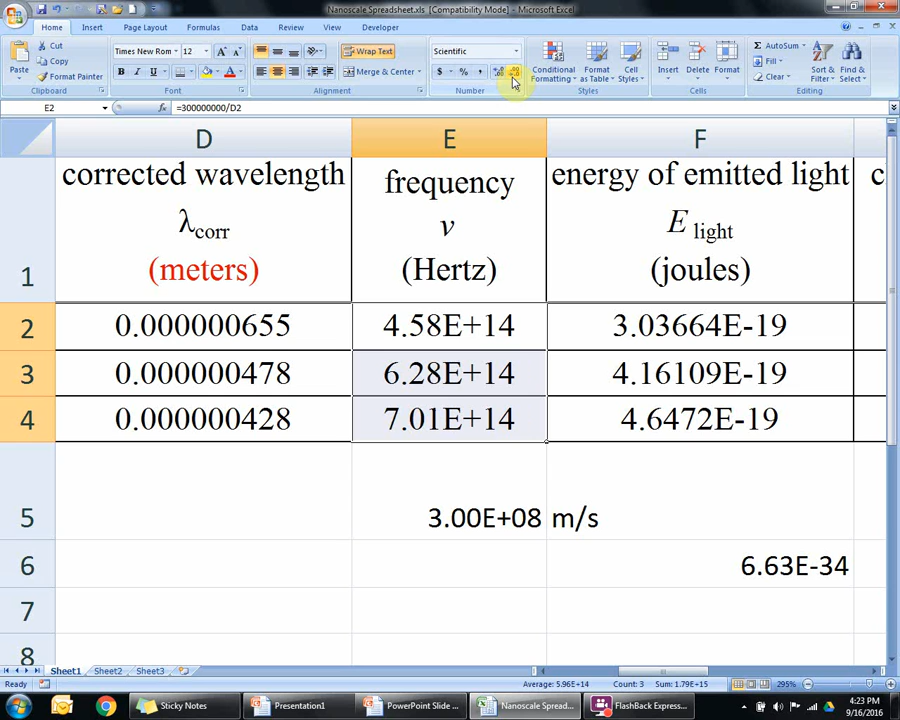 Nanoscale Spreadsheet.xls [Compatibility Mode] - Microsoft Excel
Home Insert Page Layout Formulas Data Review View Developer
Paste Cut Copy Format Painter Clipboard
Times New Rom 12 A A B I U A Font
Wrap Text Merge & Center Alignment
Scientific $ % , .0 .00 .00 .0 Number
Conditional Formatting Format as Table Cell Styles Styles
Insert Delete Format Cells
Σ AutoSum Fill Clear Sort & Filter Find & Select Editing
E2 fx =300000000/D2
D E F
1 corrected wavelength λcorr (meters)
frequency ν (Hertz)
energy of emitted light E light (joules)
c
2 0.000000655 4.58E+14 3.03664E-19
3 0.000000478 6.28E+14 4.16109E-19
4 0.000000428 7.01E+14 4.6472E-19
5 3.00E+08 m/s
6 6.63E-34
7
8
Sheet1 Sheet2 Sheet3
Ready Average: 5.96E+14 Count: 3 Sum: 1.79E+15 295%
Sticky Notes Presentation1 PowerPoint Slide ... Nanoscale Spread... FlashBack Express... 4:23 PM
9/16/2016